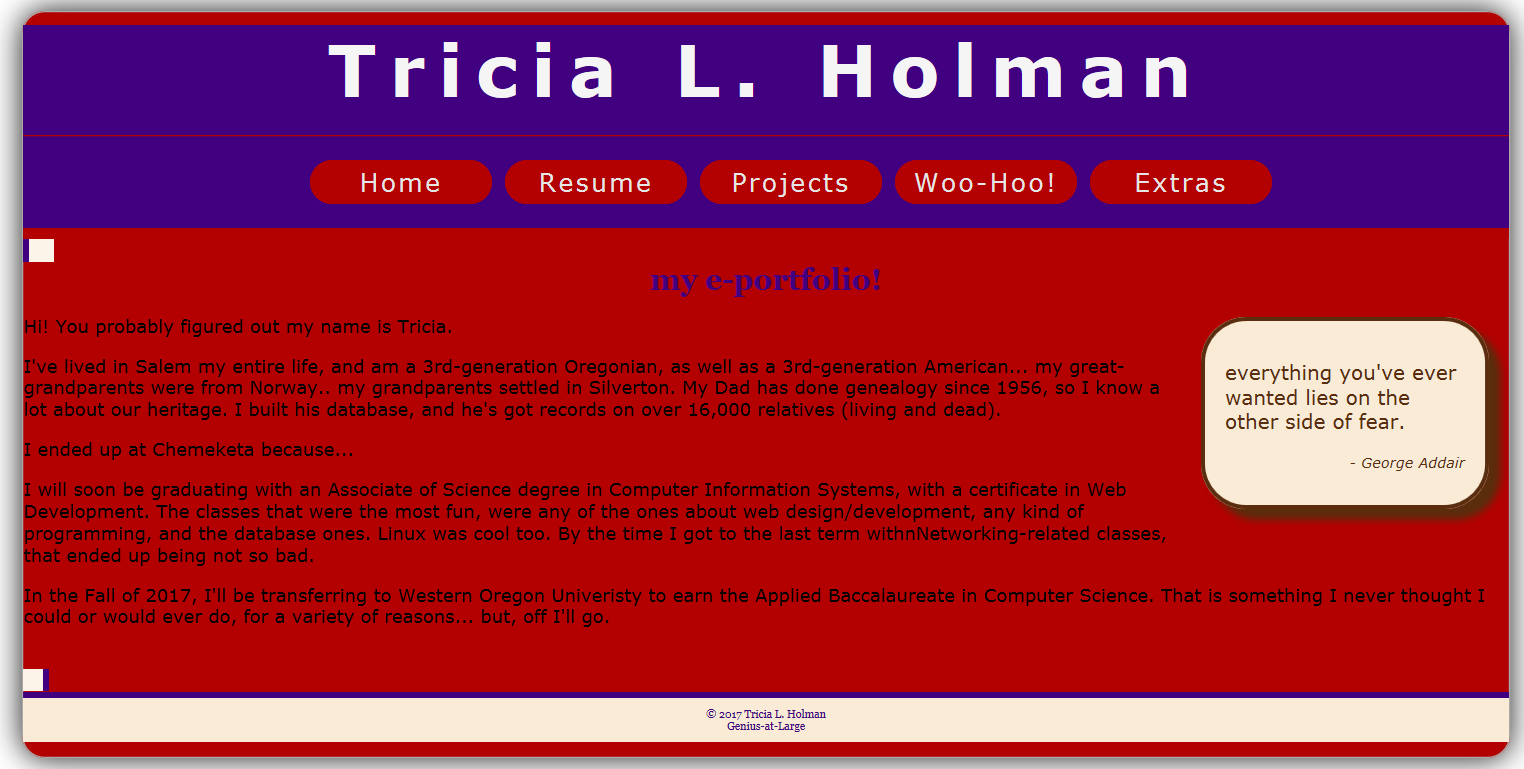 Tricia L. Holman
Home Resume Projects Woo-Hoo! Extras
my e-portfolio!
Hi! You probably figured out my name is Tricia.
I've lived in Salem my entire life, and am a 3rd-generation Oregonian, as well as a 3rd-generation American... my great-
grandparents were from Norway.. my grandparents settled in Silverton. My Dad has done genealogy since 1956, so I know a
lot about our heritage. I built his database, and he's got records on over 16,000 relatives (living and dead).
I ended up at Chemeketa because...
I will soon be graduating with an Associate of Science degree in Computer Information Systems, with a certificate in Web
Development. The classes that were the most fun, were any of the ones about web design/development, any kind of
programming, and the database ones. Linux was cool too. By the time I got to the last term withnNetworking-related classes,
that ended up being not so bad.
In the Fall of 2017, I'll be transferring to Western Oregon Univeristy to earn the Applied Baccalaureate in Computer Science. That is something I never thought I
could or would ever do, for a variety of reasons... but, off I'll go.
everything you've ever
wanted lies on the
other side of fear.
- George Addair
© 2017 Tricia L. Holman
Genius-at-Large